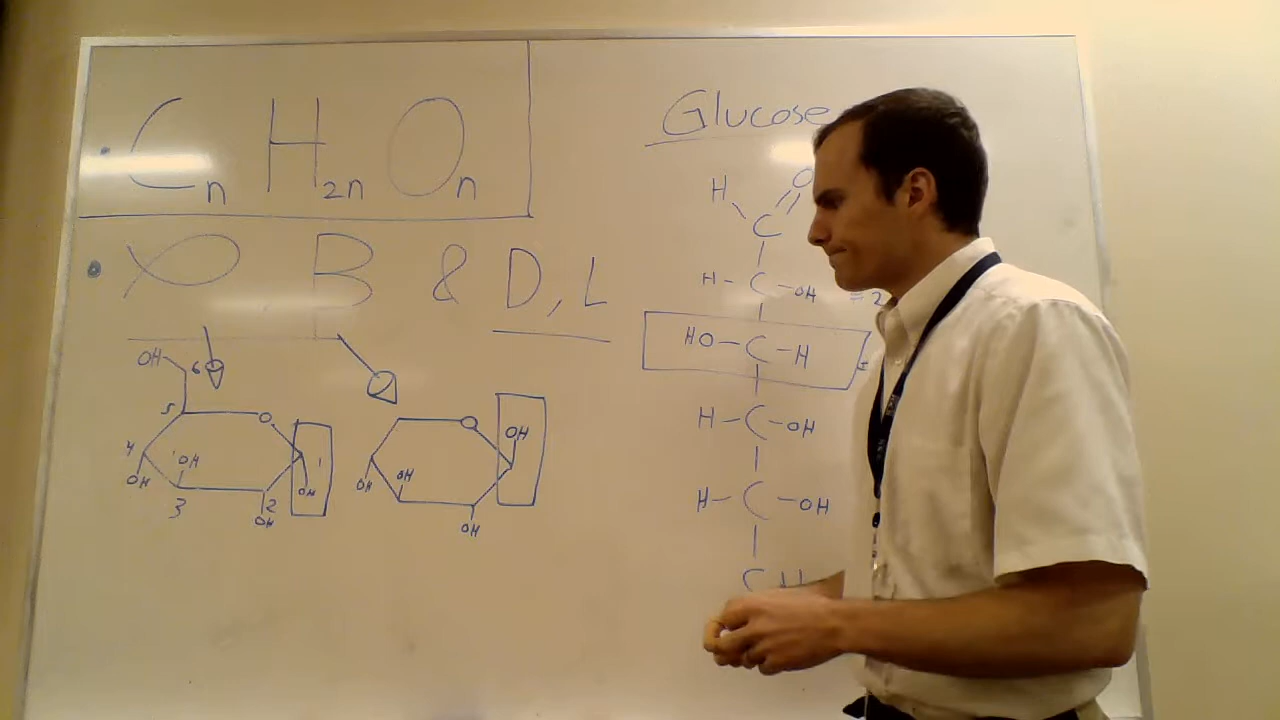 • CnH2nOn
• α, B & D, L
OH 6
5 O
4 OH 1
OH OH
3 2
OH
O OH
OH OH
OH
Glucose
H O
C
H-C-OH = 2
HO-C-H
H-C-OH
H-C-OH
C H